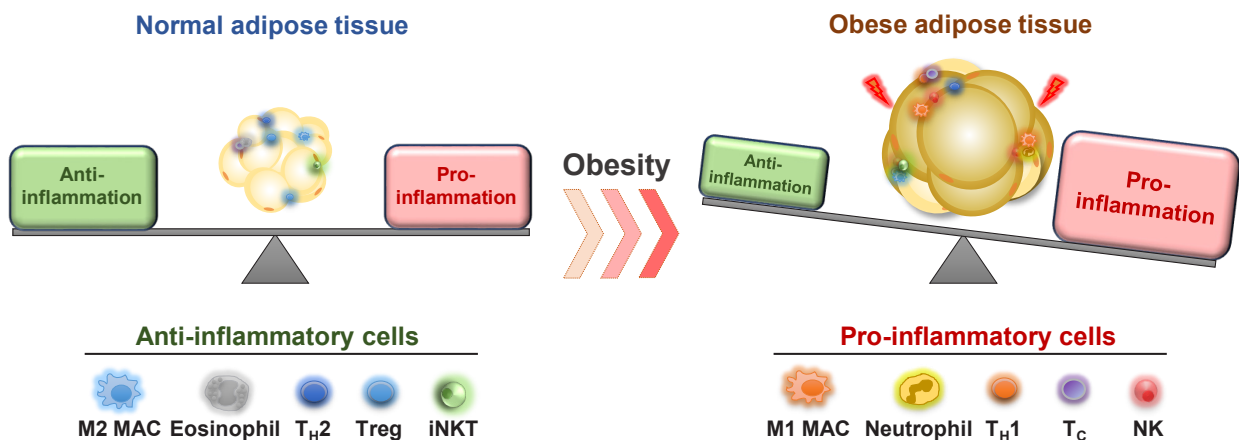 Normal adipose tissue
Obese adipose tissue
Anti-
inflammation
Pro-
inflammation
Obesity
Anti-
inflammation
Pro-
inflammation
Anti-inflammatory cells
M2 MAC Eosinophil TH2 Treg iNKT
Pro-inflammatory cells
M1 MAC Neutrophil TH1 TC NK